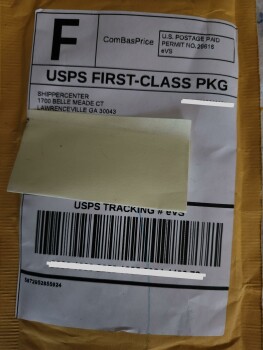 F
ComBasPrice
U.S. POSTAGE PAID
PERMIT NO.
eVS
USPS FIRST-CLASS PKG
SHIPPERCENTER
1700 BELLE MEADE CT
LAWRENCEVILLE GA 30043
USPS TRACKING # eVS